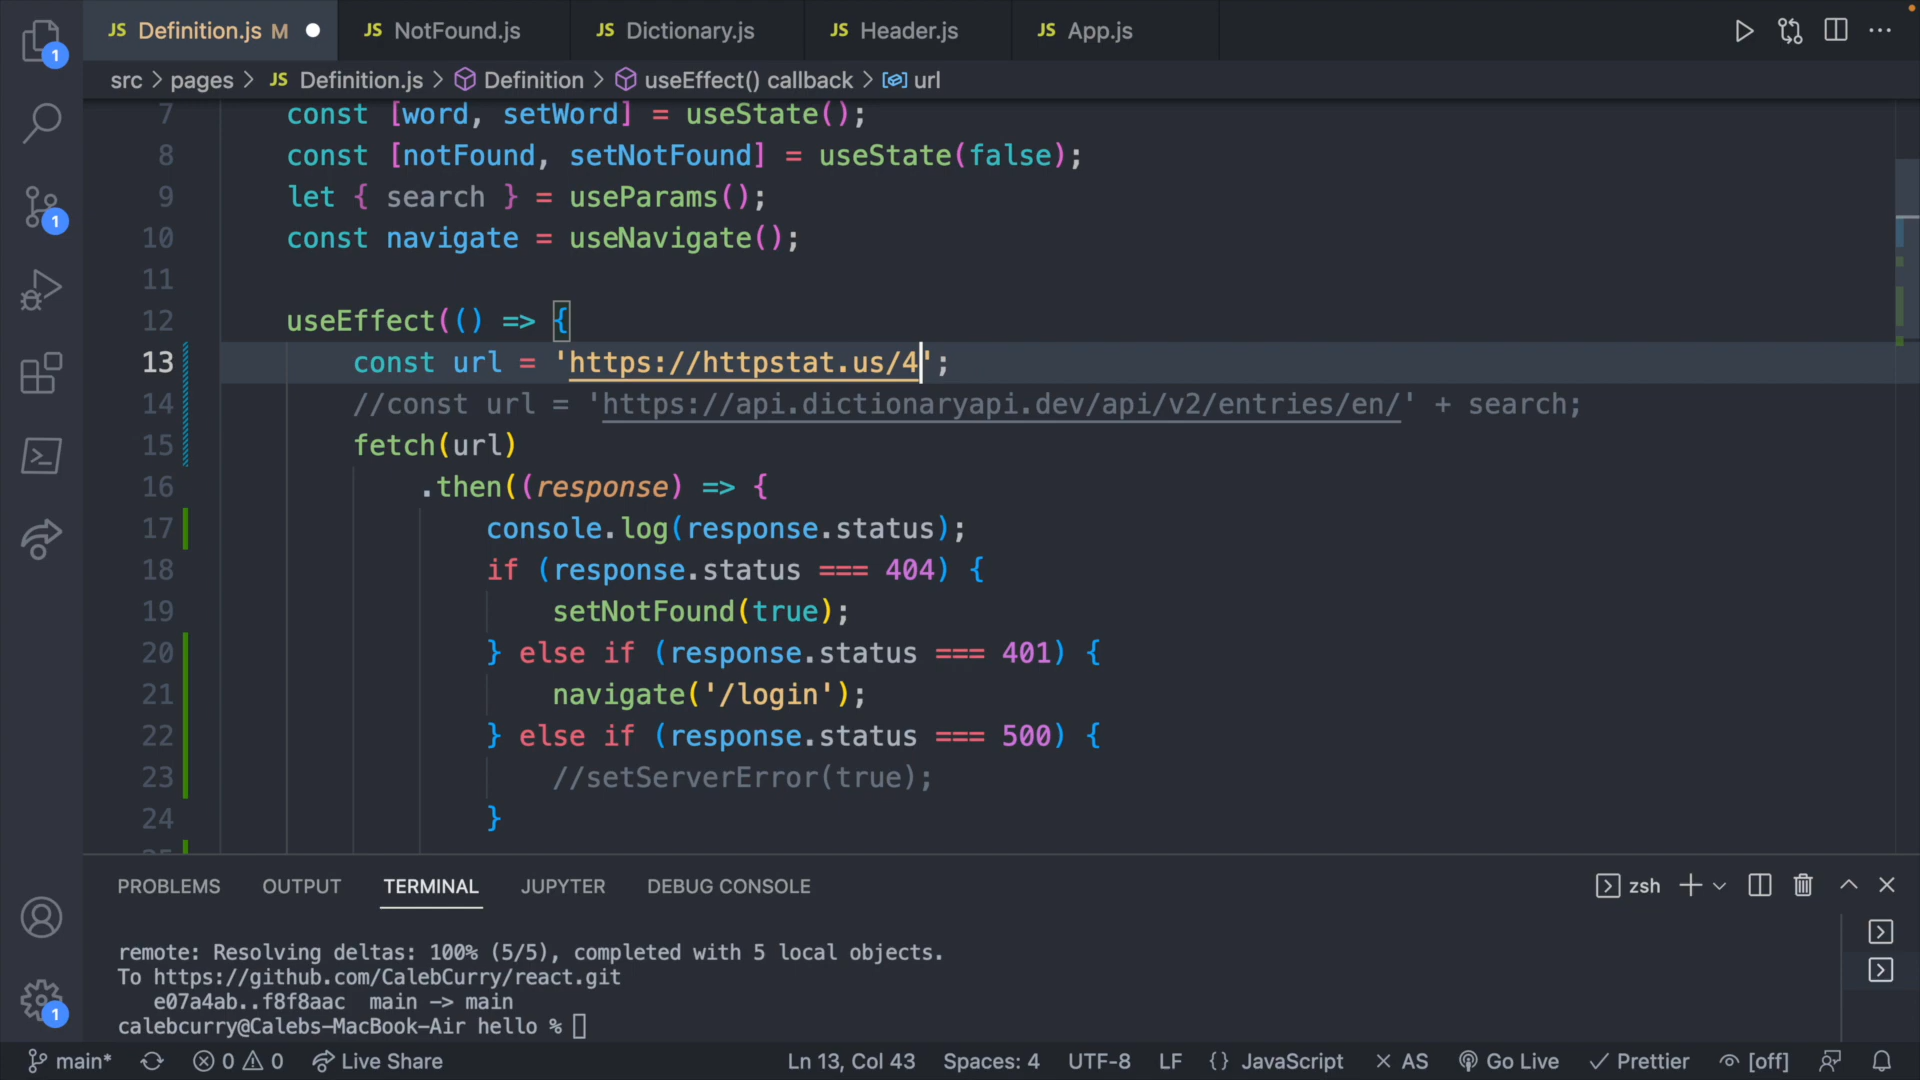 1
JS Definition.js M
JS NotFound.js
JS Dictionary.js
JS Header.js
JS App.js
src > pages > JS Definition.js > Definition > useEffect() callback > url
7 const [word, setWord] = useState();
8 const [notFound, setNotFound] = useState(false);
9 let { search } = useParams();
10 const navigate = useNavigate();
11
12 useEffect(() => {
13 const url = 'https://httpstat.us/4';
14 //const url = 'https://api.dictionaryapi.dev/api/v2/entries/en/' + search;
15 fetch(url)
16 .then((response) => {
17 console.log(response.status);
18 if (response.status === 404) {
19 setNotFound(true);
20 } else if (response.status === 401) {
21 navigate('/login');
22 } else if (response.status === 500) {
23 //setServerError(true);
24 }
25
1
1
PROBLEMS OUTPUT TERMINAL JUPYTER DEBUG CONSOLE zsh
remote: Resolving deltas: 100% (5/5), completed with 5 local objects.
To https://github.com/CalebCurry/react.git
e07a4ab..f8f8aac main -> main
calebcurry@Calebs-MacBook-Air hello %
main* 0 0 Live Share Ln 13, Col 43 Spaces: 4 UTF-8 LF {} JavaScript AS Go Live Prettier [off]